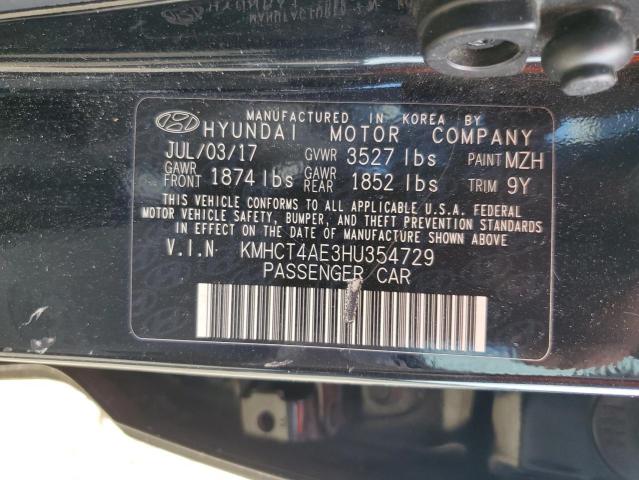 MANUFACTURED IN KOREA BY
HYUNDAI MOTOR COMPANY
JUL/03/17 GVWR 3527 lbs PAINT MZH
GAWR FRONT 1874 lbs GAWR REAR 1852 lbs TRIM 9Y
THIS VEHICLE CONFORMS TO ALL APPLICABLE U.S.A. FEDERAL
MOTOR VEHICLE SAFETY, BUMPER, AND THEFT PREVENTION STANDARDS
IN EFFECT ON THE DATE OF MANUFACTURE SHOWN ABOVE
V.I.N. KMHCT4AE3HU354729
PASSENGER CAR